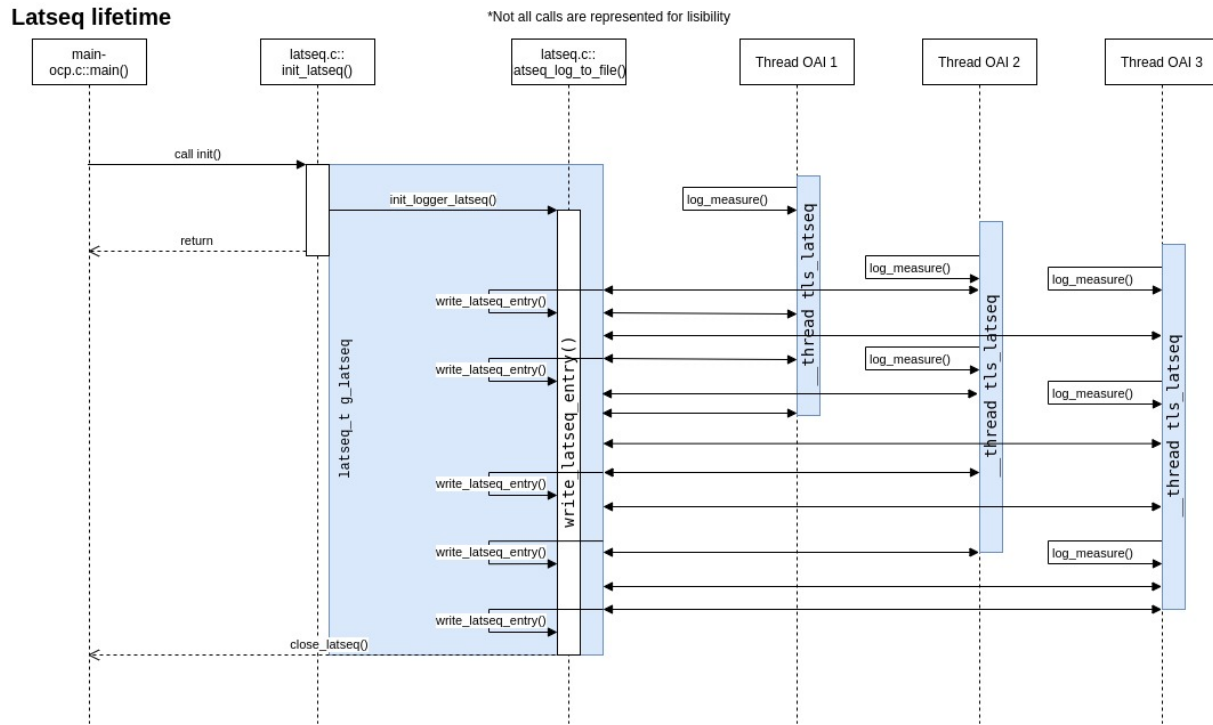 Latseq lifetime
*Not all calls are represented for lisibility
main-
ocp.c::main()
latseq.c::
init_latseq()
latseq.c::
atseq_log_to_file()
Thread OAI 1
Thread OAI 2
Thread OAI 3
call init()
init_logger_latseq()
return
log_measure()
log_measure()
log_measure()
write_latseq_entry()
write_latseq_entry()
log_measure()
log_measure()
write_latseq_entry()
write_latseq_entry()
log_measure()
write_latseq_entry()
close_latseq()
latseq_t g_latseq
write_latseq_entry()
__thread tls_latseq
__thread tls_latseq
__thread tls_latseq